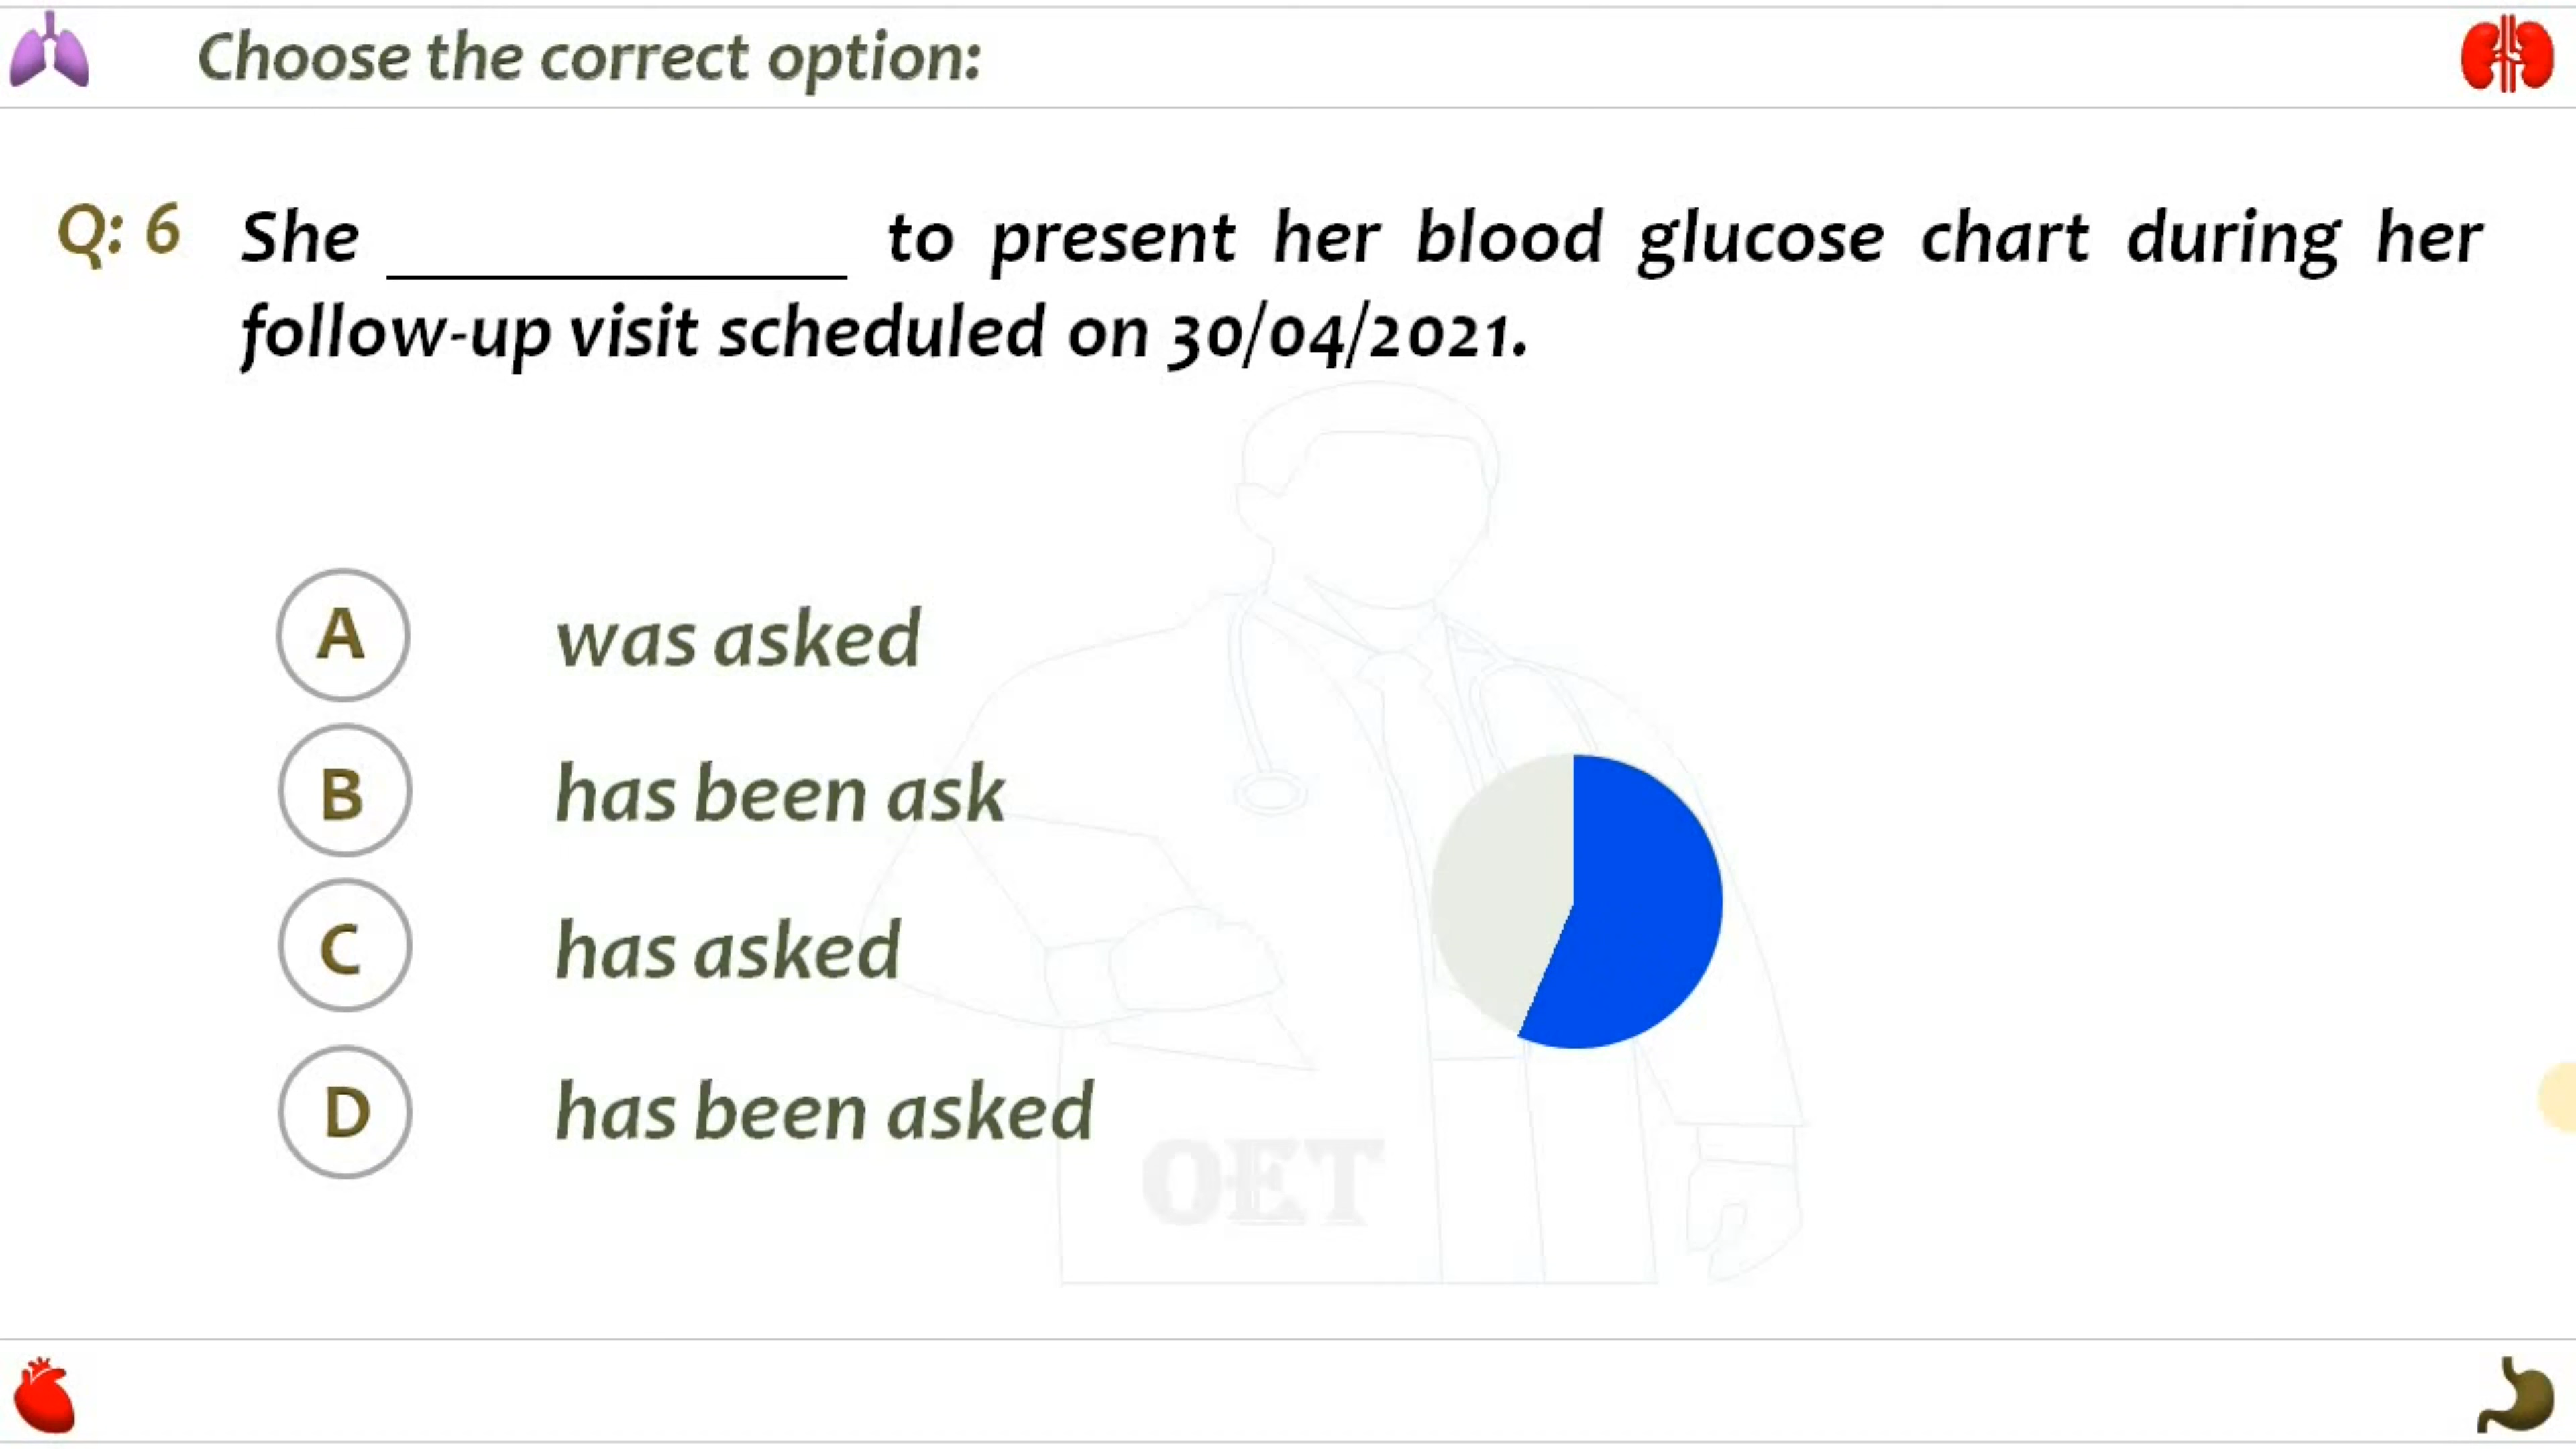 Choose the correct option:
Q: 6 She ____________ to present her blood glucose chart during her
follow-up visit scheduled on 30/04/2021.
A was asked
B has been ask
C has asked
D has been asked
OET